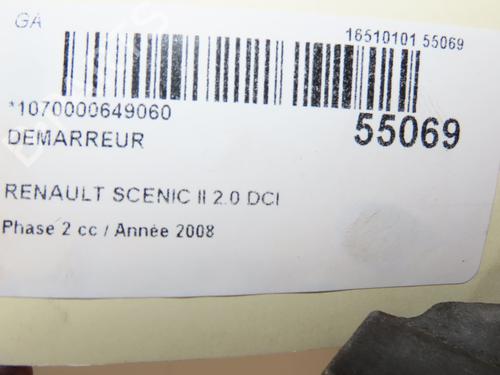 GA
16510101 55069
*1070000649060
55069
DEMARREUR
RENAULT SCENIC II 2.0 DCI
Phase 2 cc / Année 2008